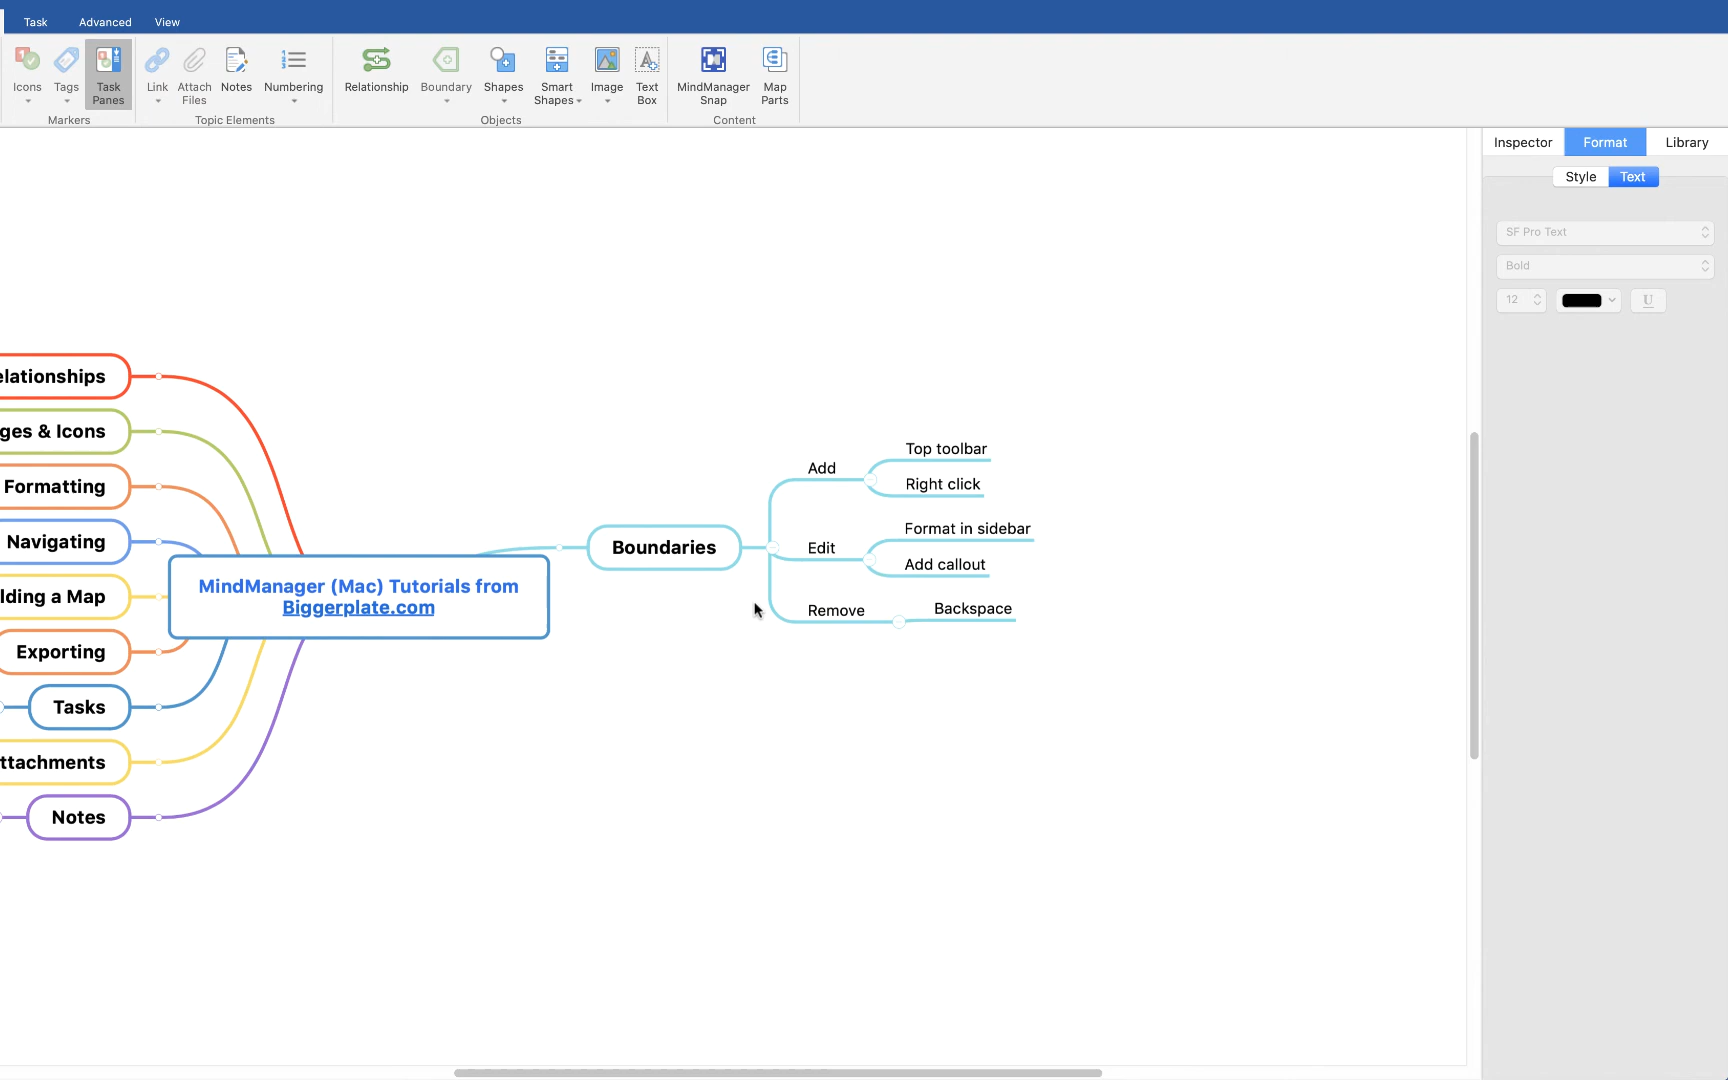 Task Advanced View
Icons Tags Task Panes Link Attach Files Notes Numbering Relationship Boundary Shapes Smart Shapes Image Text Box MindManager Snap Map Parts
Markers Topic Elements Objects Content
Inspector Format Library
Style Text
SF Pro Text
Bold
12 U
elationships
ges & Icons
Formatting
Navigating
lding a Map
Exporting
Tasks
ttachments
Notes
MindManager (Mac) Tutorials from
Biggerplate.com
Boundaries
Add
Top toolbar
Right click
Edit
Format in sidebar
Add callout
Remove
Backspace